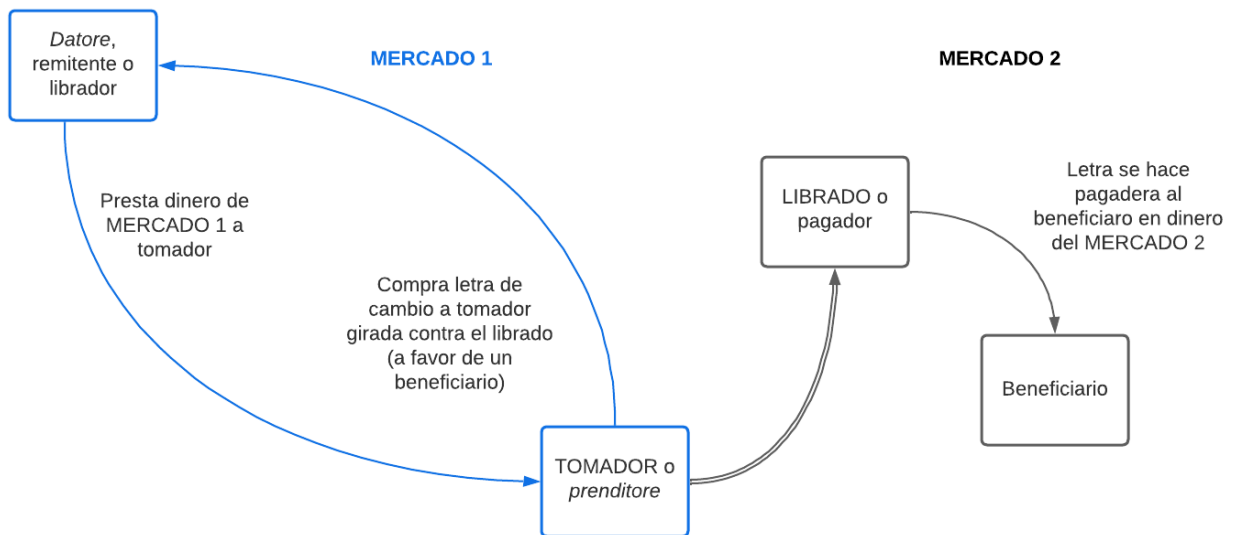 Datore,
remitente o
librador
MERCADO 1
MERCADO 2
Presta dinero de
MERCADO 1 a
tomador
Compra letra de
cambio a tomador
girada contra el librado
(a favor de un
beneficiario)
TOMADOR o
prenditore
LIBRADO o
pagador
Letra se hace
pagadera al
beneficiaro en dinero
del MERCADO 2
Beneficiario